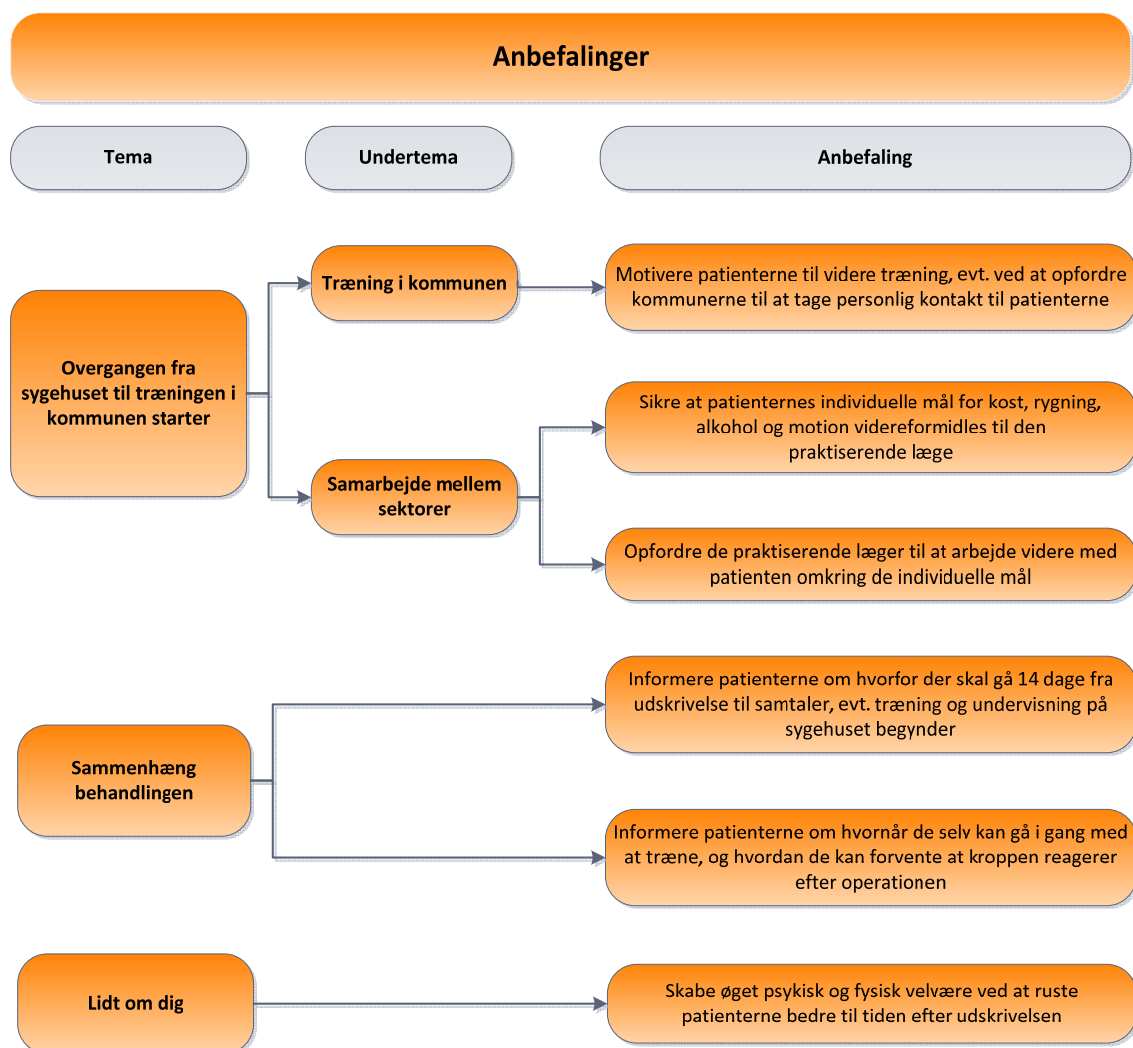 Anbefalinger
Tema
Undertema
Anbefaling
Overgangen fra
sygehuset til træningen i
kommunen starter
Træning i kommunen
Motivere patienterne til videre træning, evt. ved at opfordre
kommunerne til at tage personlig kontakt til patienterne
Samarbejde mellem
sektorer
Sikre at patienternes individuelle mål for kost, rygning,
alkohol og motion videreformidles til den
praktiserende læge
Opfordre de praktiserende læger til at arbejde videre med
patienten omkring de individuelle mål
Sammenhæng
behandlingen
Informere patienterne om hvorfor der skal gå 14 dage fra
udskrivelse til samtaler, evt. træning og undervisning på
sygehuset begynder
Informere patienterne om hvornår de selv kan gå i gang med
at træne, og hvordan de kan forvente at kroppen reagerer
efter operationen
Lidt om dig
Skabe øget psykisk og fysisk velvære ved at ruste
patienterne bedre til tiden efter udskrivelsen